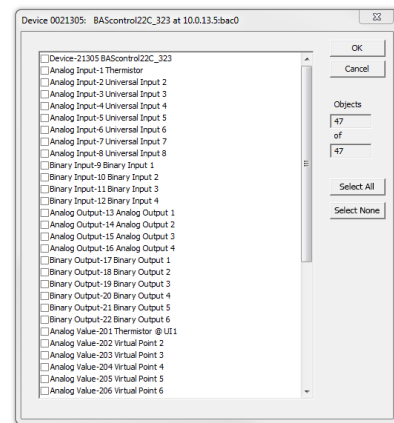 Device 0021305: BAScontrol22C_323 at 10.0.13.5:bac0
OK
Cancel
Objects
47
of
47
Select All
Select None
Device-21305 BAScontrol22C_323
Analog Input-1 Thermistor
Analog Input-2 Universal Input 2
Analog Input-3 Universal Input 3
Analog Input-4 Universal Input 4
Analog Input-5 Universal Input 5
Analog Input-6 Universal Input 6
Analog Input-7 Universal Input 7
Analog Input-8 Universal Input 8
Binary Input-9 Binary Input 1
Binary Input-10 Binary Input 2
Binary Input-11 Binary Input 3
Binary Input-12 Binary Input 4
Analog Output-13 Analog Output 1
Analog Output-14 Analog Output 2
Analog Output-15 Analog Output 3
Analog Output-16 Analog Output 4
Binary Output-17 Binary Output 1
Binary Output-18 Binary Output 2
Binary Output-19 Binary Output 3
Binary Output-20 Binary Output 4
Binary Output-21 Binary Output 5
Binary Output-22 Binary Output 6
Analog Value-201 Thermistor @ UI1
Analog Value-202 Virtual Point 2
Analog Value-203 Virtual Point 3
Analog Value-204 Virtual Point 4
Analog Value-205 Virtual Point 5
Analog Value-206 Virtual Point 6